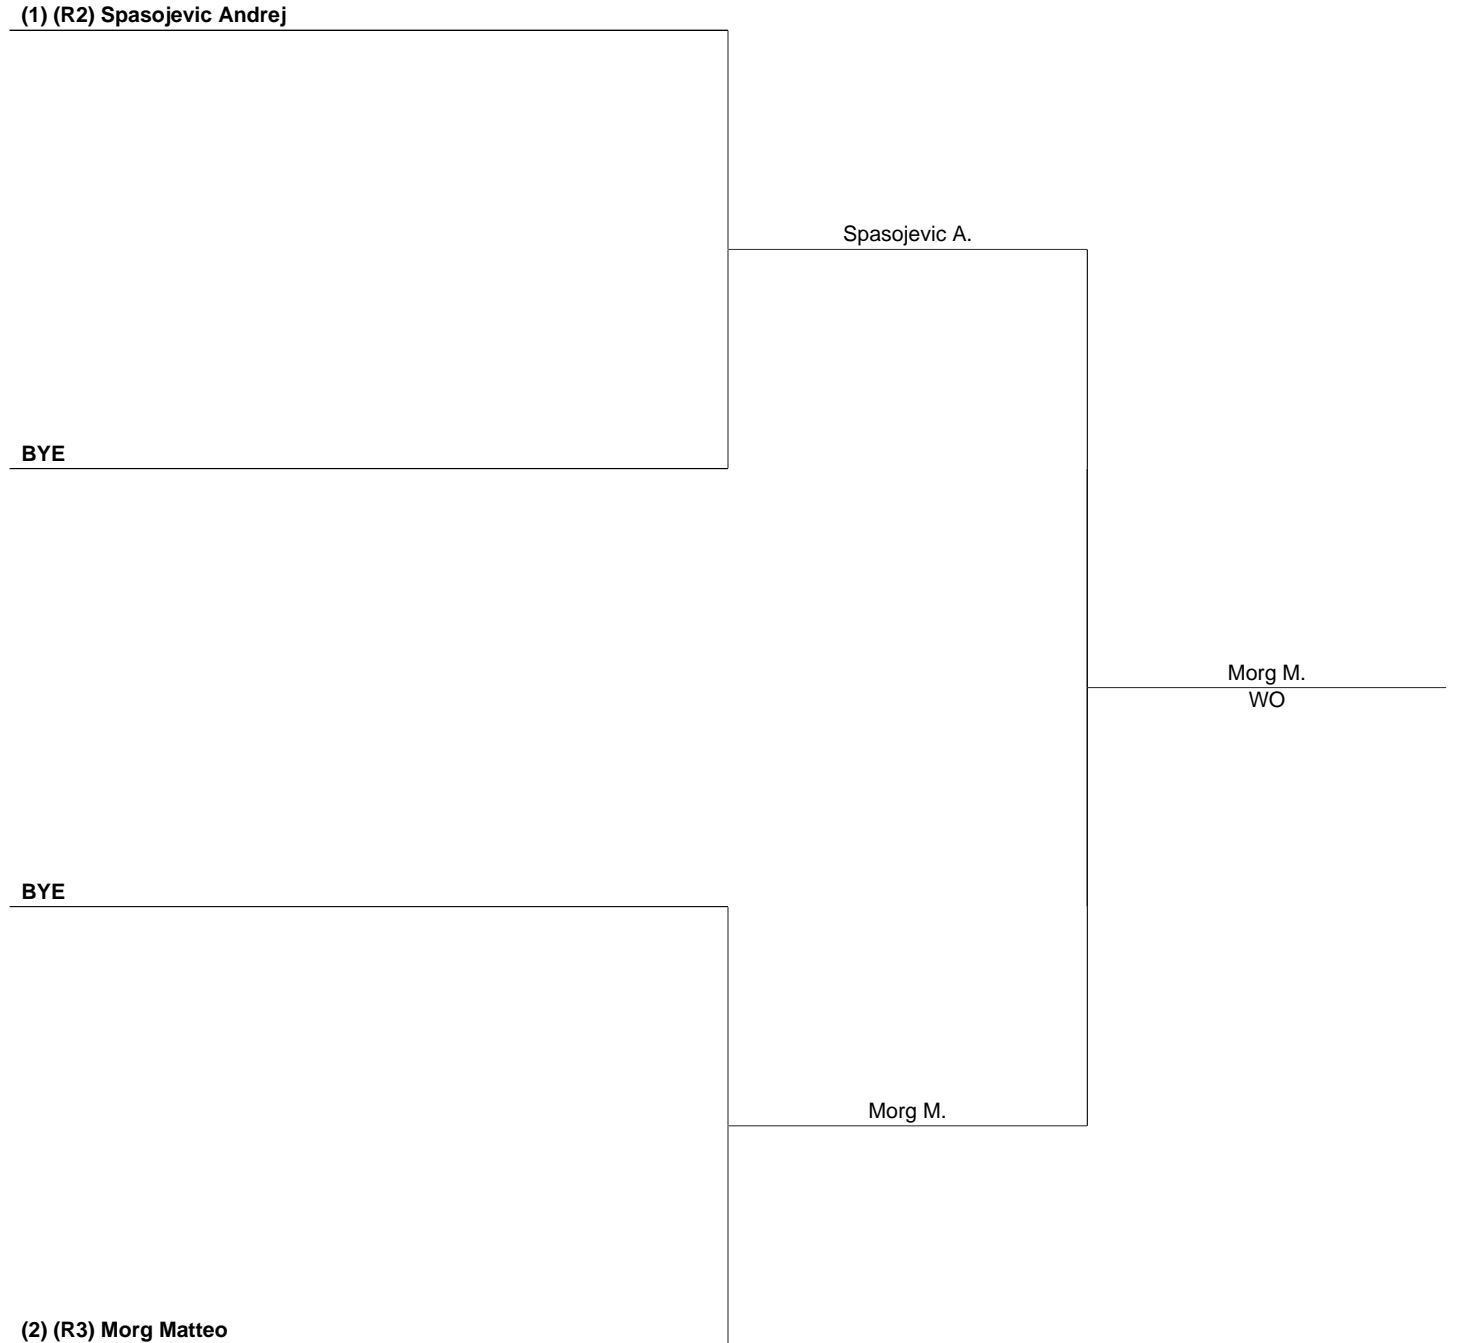 (1) (R2) Spasojevic Andrej
Spasojevic A.
BYE
Morg M.
WO
BYE
Morg M.
(2) (R3) Morg Matteo